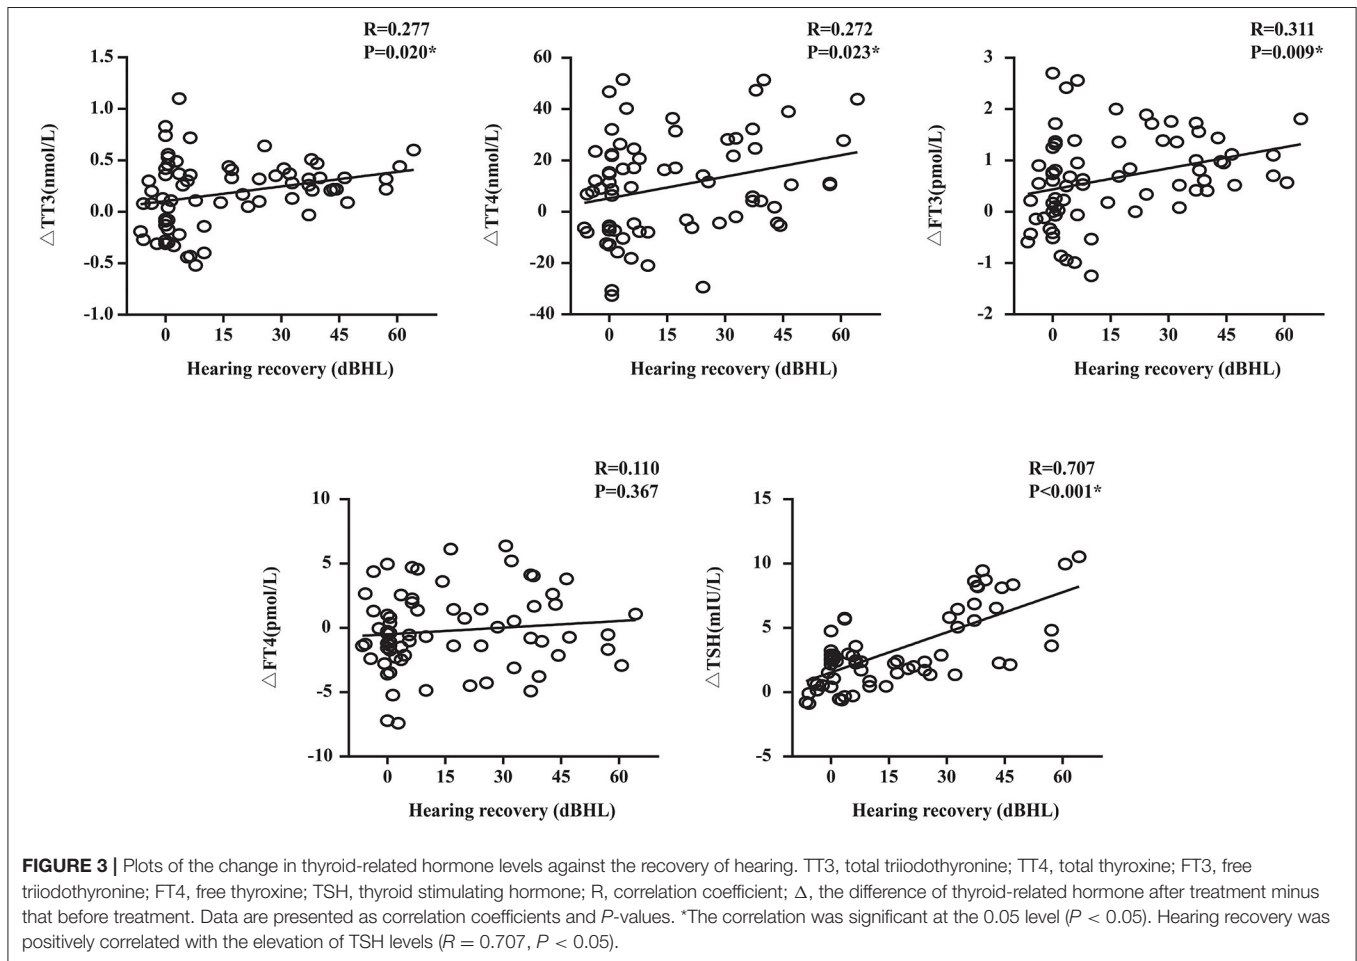 R=0.277
P=0.020*
△TT3(nmol/L)
1.5
1.0
0.5
0.0
-0.5
-1.0
0 15 30 45 60
Hearing recovery (dBHL)
R=0.272
P=0.023*
△TT4(nmol/L)
60
40
20
0
-20
-40
0 15 30 45 60
Hearing recovery (dBHL)
R=0.311
P=0.009*
△FT3(pmol/L)
3
2
1
0
-1
-2
0 15 30 45 60
Hearing recovery (dBHL)
R=0.110
P=0.367
△FT4(pmol/L)
10
5
0
-5
-10
0 15 30 45 60
Hearing recovery (dBHL)
R=0.707
P<0.001*
△TSH(mIU/L)
15
10
5
0
-5
0 15 30 45 60
Hearing recovery (dBHL)
FIGURE 3 | Plots of the change in thyroid-related hormone levels against the recovery of hearing. TT3, total triiodothyronine; TT4, total thyroxine; FT3, free
triiodothyronine; FT4, free thyroxine; TSH, thyroid stimulating hormone; R, correlation coefficient; Δ, the difference of thyroid-related hormone after treatment minus
that before treatment. Data are presented as correlation coefficients and P-values. *The correlation was significant at the 0.05 level (P < 0.05). Hearing recovery was
positively correlated with the elevation of TSH levels (R = 0.707, P < 0.05).